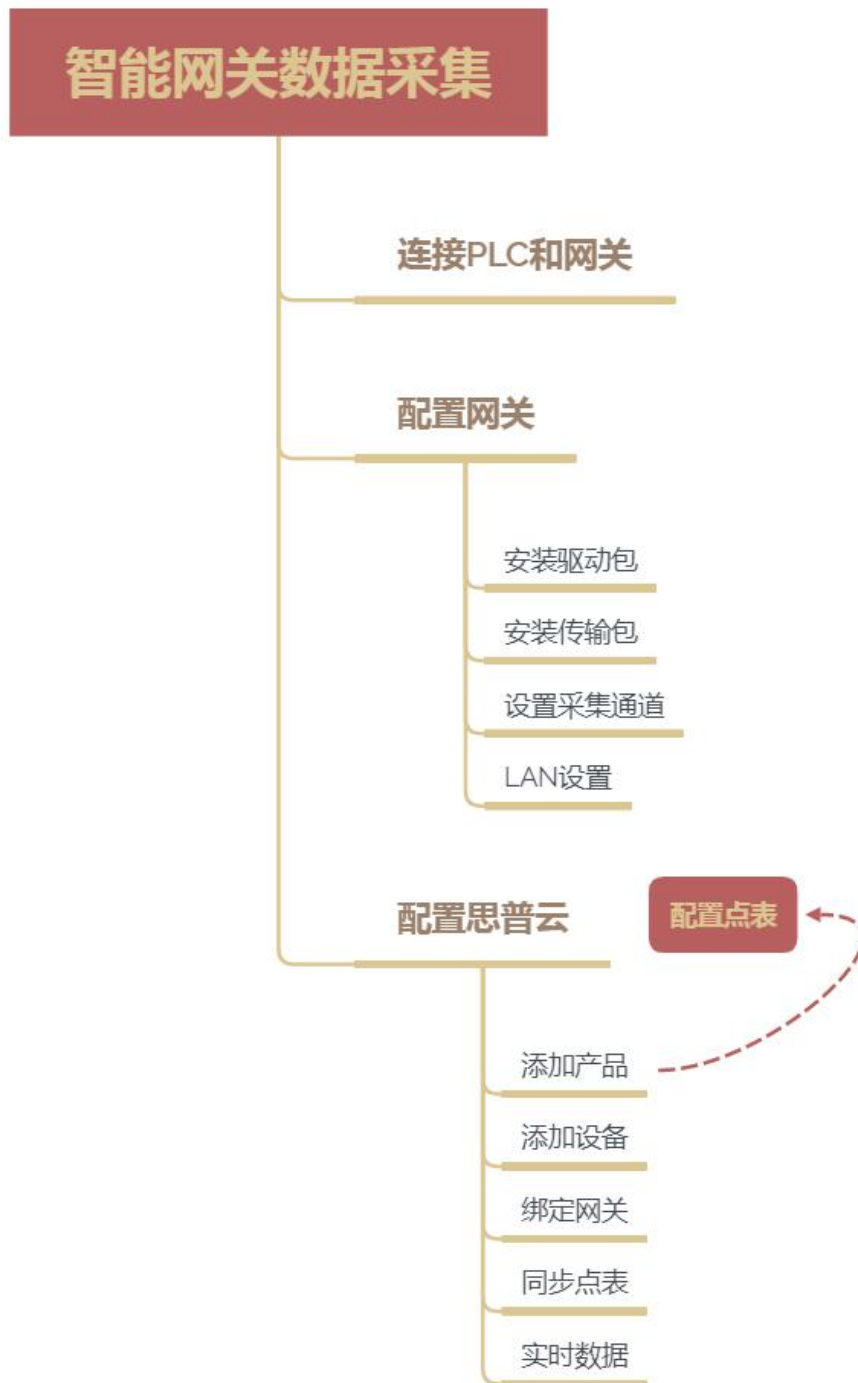 智能网关数据采集
连接PLC和网关
配置网关
安装驱动包
安装传输包
设置采集通道
LAN设置
配置思普云
配置点表
添加产品
添加设备
绑定网关
同步点表
实时数据